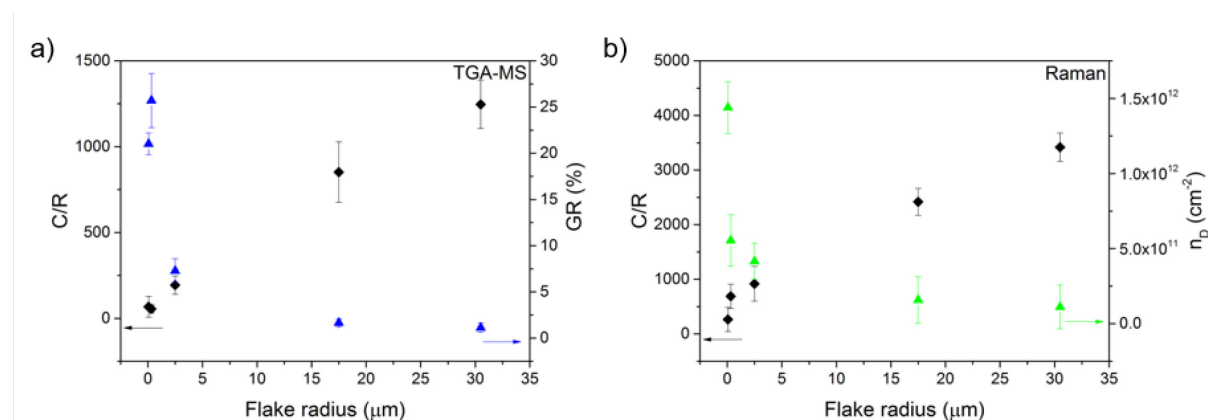 a)
TGA-MS
1500
1000
500
0
C/R
30
25
20
15
10
5
0
GR (%)
0 5 10 15 20 25 30 35
Flake radius (μm)
b)
Raman
5000
4000
3000
2000
1000
0
C/R
1.5x10¹²
1.0x10¹²
5.0x10¹¹
0.0
n_D (cm⁻²)
0 5 10 15 20 25 30 35
Flake radius (μm)